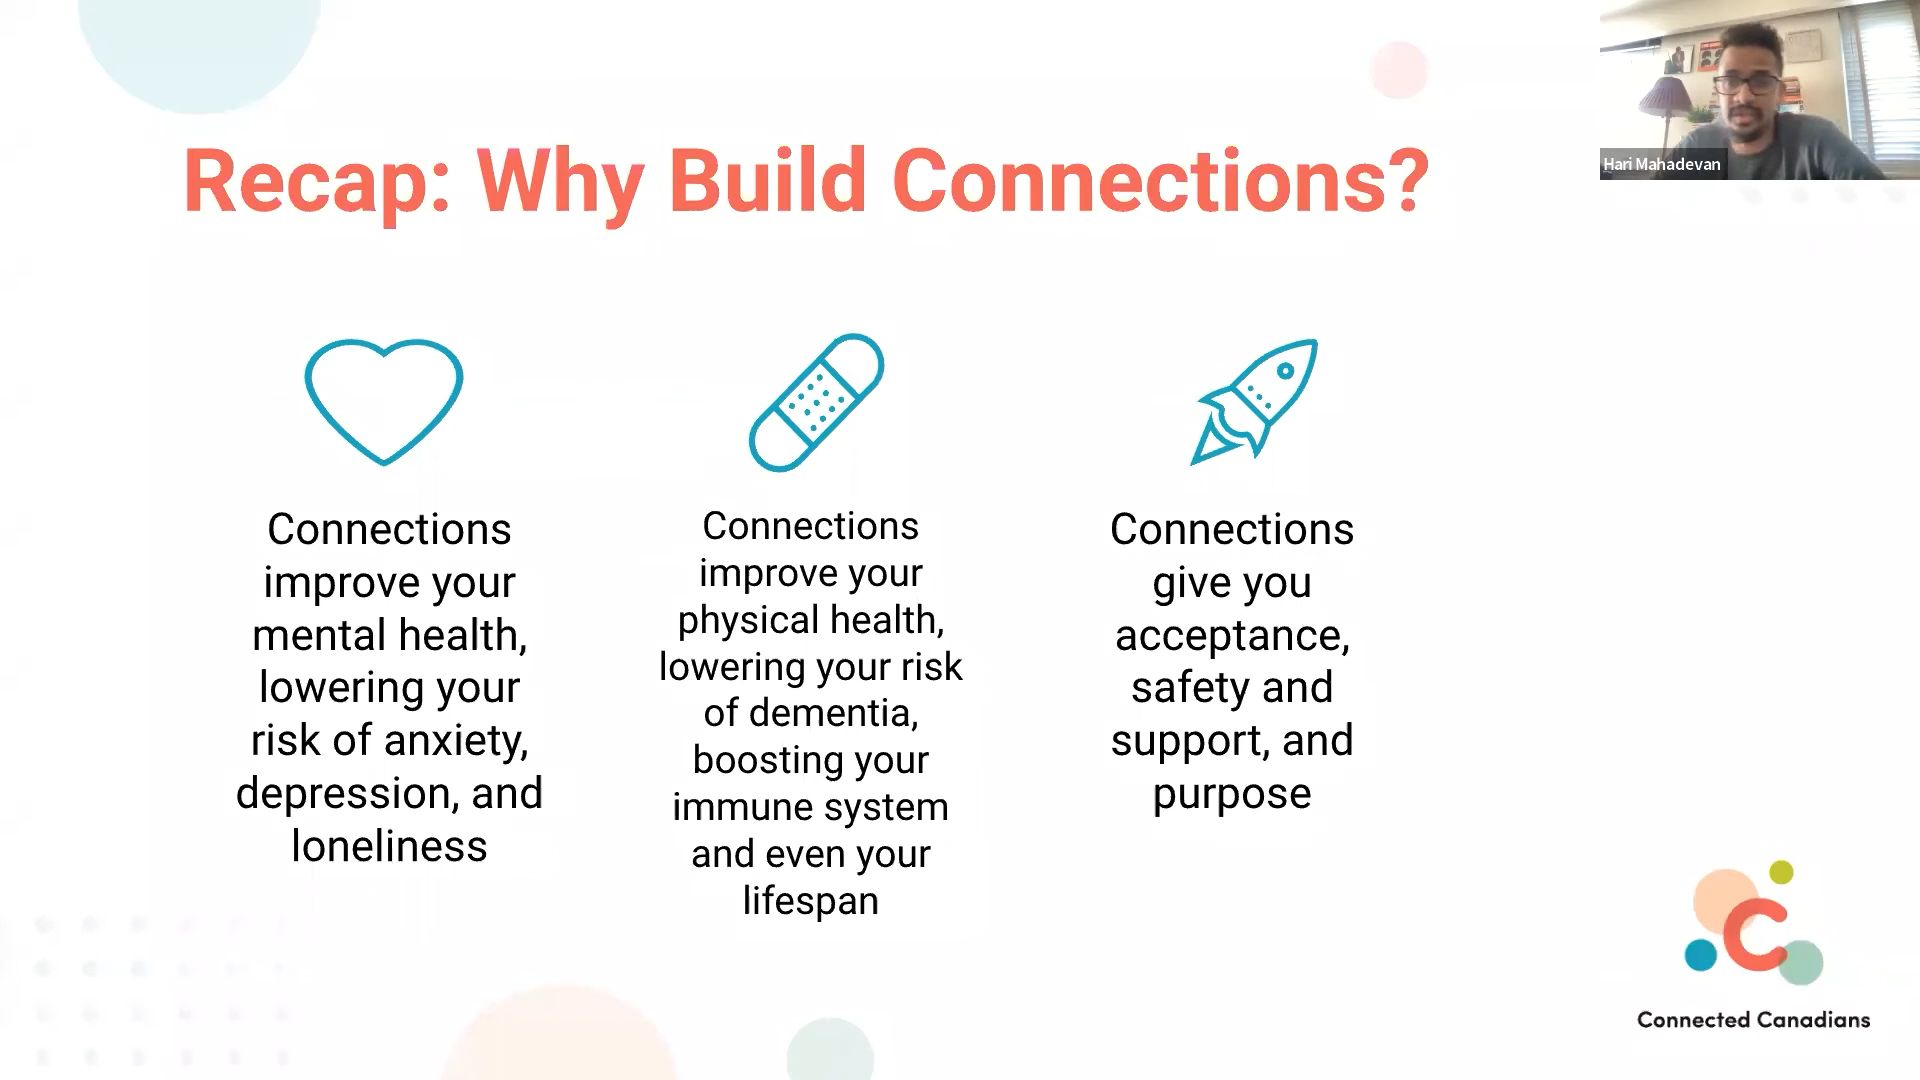 Recap: Why Build Connections?
Hari Mahadevan
Connections
improve your
mental health,
lowering your
risk of anxiety,
depression, and
loneliness
Connections
improve your
physical health,
lowering your risk
of dementia,
boosting your
immune system
and even your
lifespan
Connections
give you
acceptance,
safety and
support, and
purpose
C
Connected Canadians